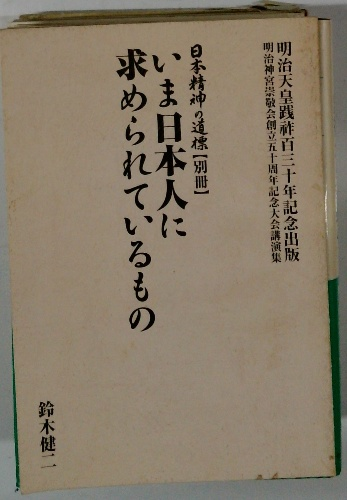 明治天皇践祚百三十年記念出版
明治神宮崇敬会創立五十周年記念大会講演集
日本精神の道標【別冊】
いま日本人に
求められているもの
鈴木健二